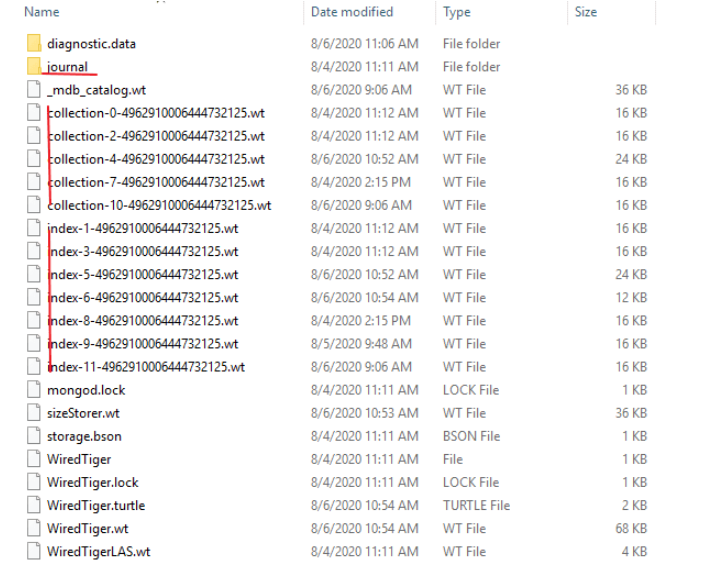 Name Date modified Type Size
diagnostic.data 8/6/2020 11:06 AM File folder
journal 8/4/2020 11:11 AM File folder
_mdb_catalog.wt 8/6/2020 9:06 AM WT File 36 KB
collection-0-4962910006444732125.wt 8/4/2020 11:12 AM WT File 16 KB
collection-2-4962910006444732125.wt 8/4/2020 11:12 AM WT File 16 KB
collection-4-4962910006444732125.wt 8/6/2020 10:52 AM WT File 24 KB
collection-7-4962910006444732125.wt 8/4/2020 2:15 PM WT File 16 KB
collection-10-4962910006444732125.wt 8/6/2020 9:06 AM WT File 16 KB
index-1-4962910006444732125.wt 8/4/2020 11:12 AM WT File 16 KB
index-3-4962910006444732125.wt 8/4/2020 11:12 AM WT File 16 KB
index-5-4962910006444732125.wt 8/6/2020 10:52 AM WT File 24 KB
index-6-4962910006444732125.wt 8/6/2020 10:54 AM WT File 12 KB
index-8-4962910006444732125.wt 8/4/2020 2:15 PM WT File 16 KB
index-9-4962910006444732125.wt 8/5/2020 9:48 AM WT File 16 KB
index-11-4962910006444732125.wt 8/6/2020 9:06 AM WT File 16 KB
mongod.lock 8/4/2020 11:11 AM LOCK File 1 KB
sizeStorer.wt 8/6/2020 10:53 AM WT File 36 KB
storage.bson 8/4/2020 11:11 AM BSON File 1 KB
WiredTiger 8/4/2020 11:11 AM File 1 KB
WiredTiger.lock 8/4/2020 11:11 AM LOCK File 1 KB
WiredTiger.turtle 8/6/2020 10:54 AM TURTLE File 2 KB
WiredTiger.wt 8/6/2020 10:54 AM WT File 68 KB
WiredTigerLAS.wt 8/4/2020 11:11 AM WT File 4 KB